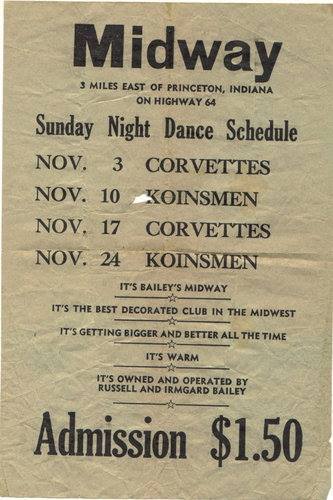 Midway
3 MILES EAST OF PRINCETON, INDIANA
ON HIGHWAY 64
Sunday Night Dance Schedule
NOV. 3 CORVETTES
NOV. 10 KOINSMEN
NOV. 17 CORVETTES
NOV. 24 KOINSMEN
IT'S BAILEY'S MIDWAY
IT'S THE BEST DECORATED CLUB IN THE MIDWEST
IT'S GETTING BIGGER AND BETTER ALL THE TIME
IT'S WARM
IT'S OWNED AND OPERATED BY
RUSSELL AND IRMGARD BAILEY
Admission $1.50